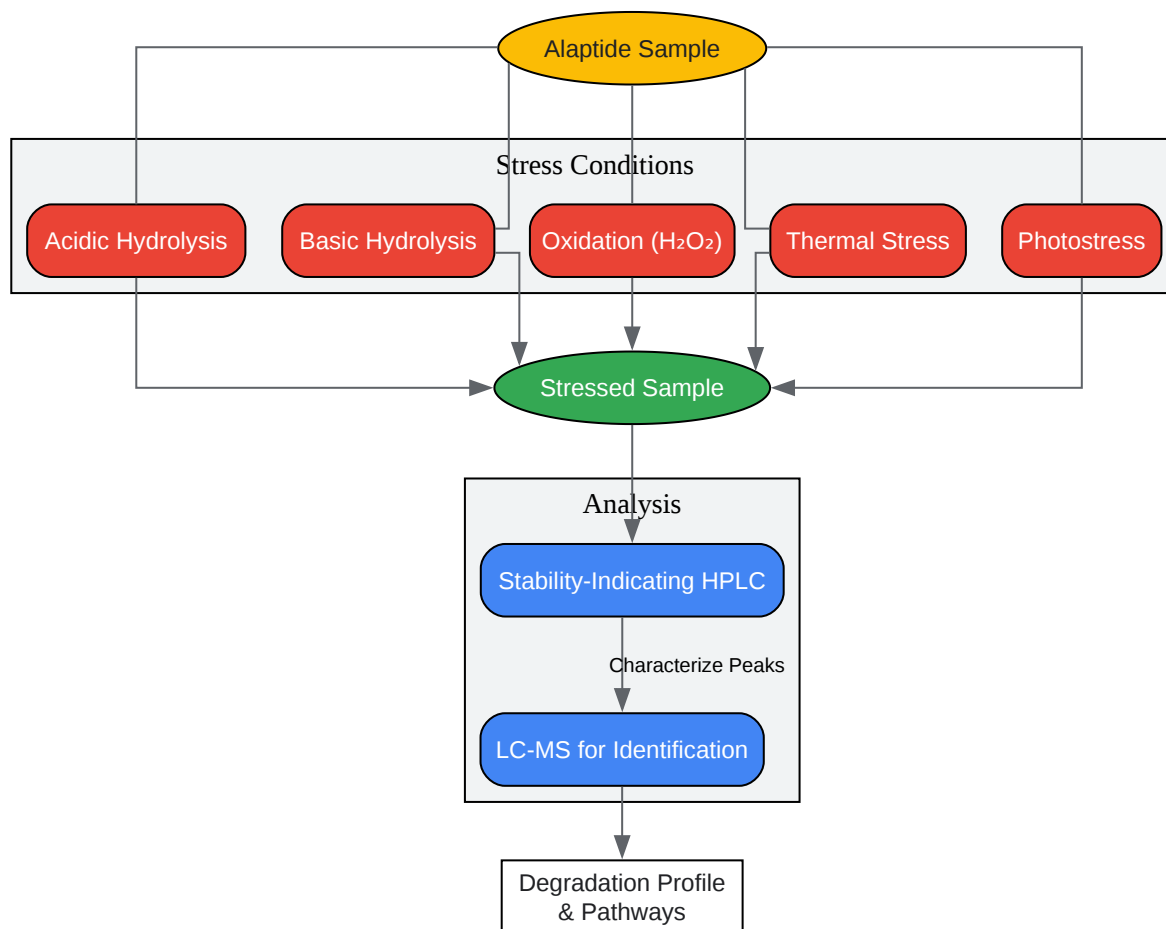 Alaptide Sample
Stress Conditions
Acidic Hydrolysis
Basic Hydrolysis
Oxidation (H₂O₂)
Thermal Stress
Photostress
Stressed Sample
Analysis
Stability-Indicating HPLC
Characterize Peaks
LC-MS for Identification
Degradation Profile
& Pathways